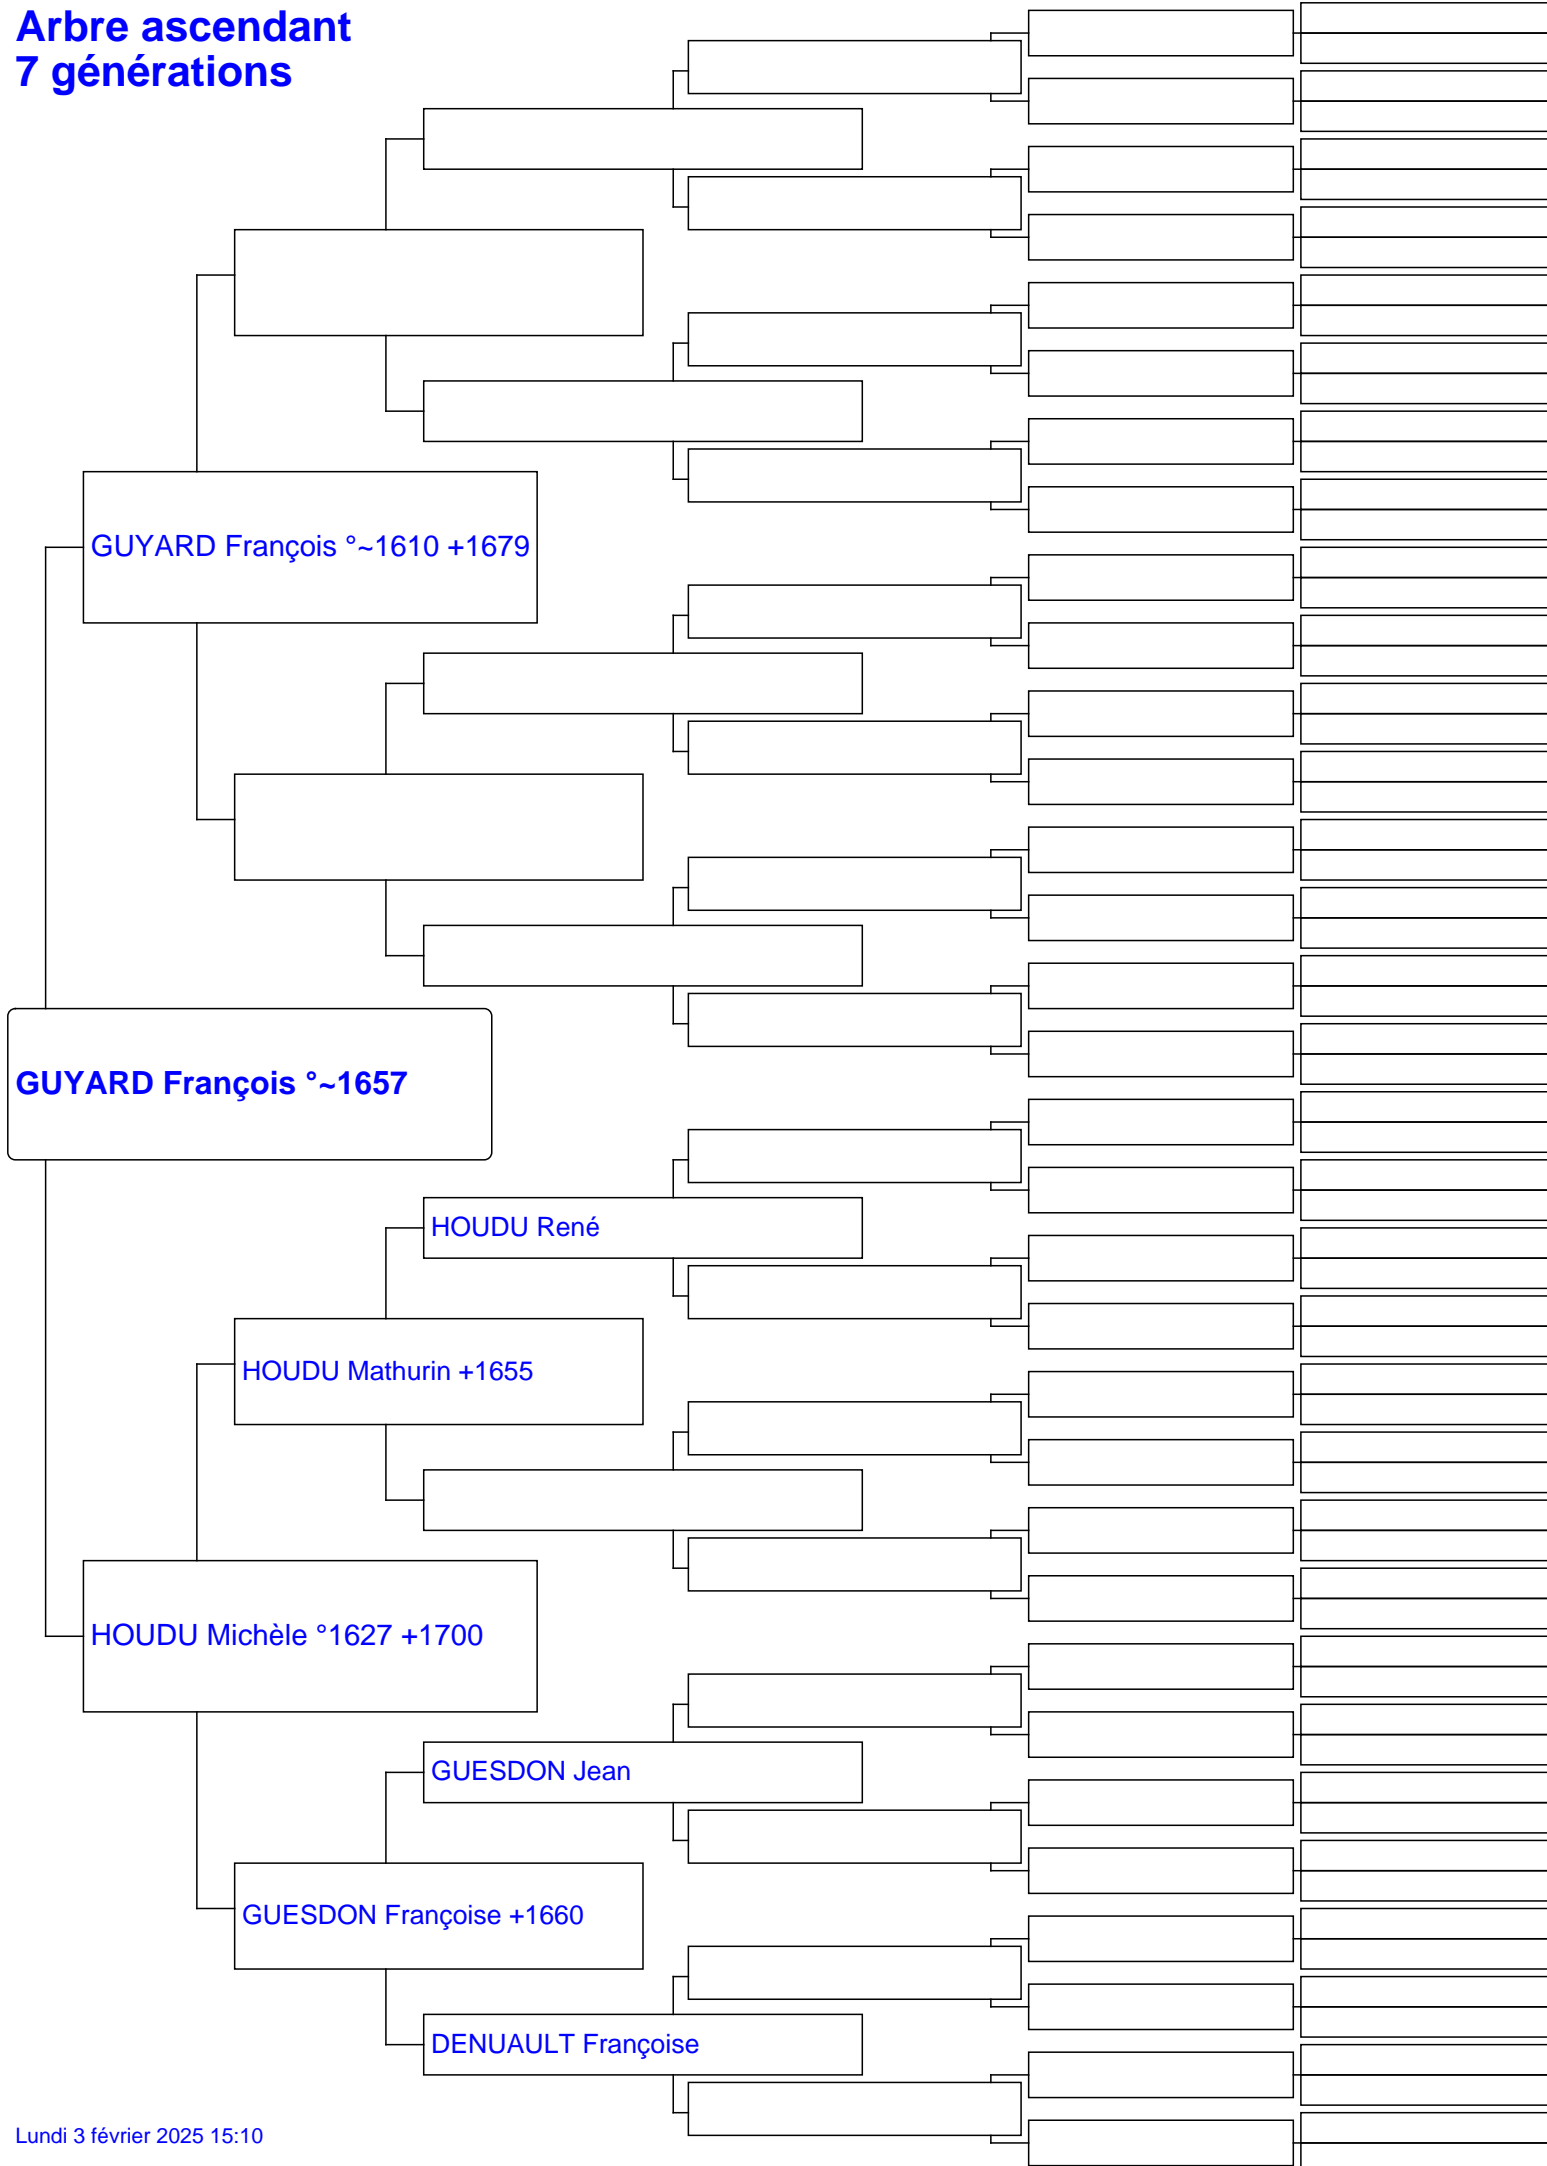 Arbre ascendant
7 générations
GUYARD François °~1610 +1679
GUYARD François °~1657
HOUDU René
HOUDU Mathurin +1655
HOUDU Michèle °1627 +1700
GUESDON Jean
GUESDON Françoise +1660
DENUAULT Françoise
Lundi 3 février 2025 15:10